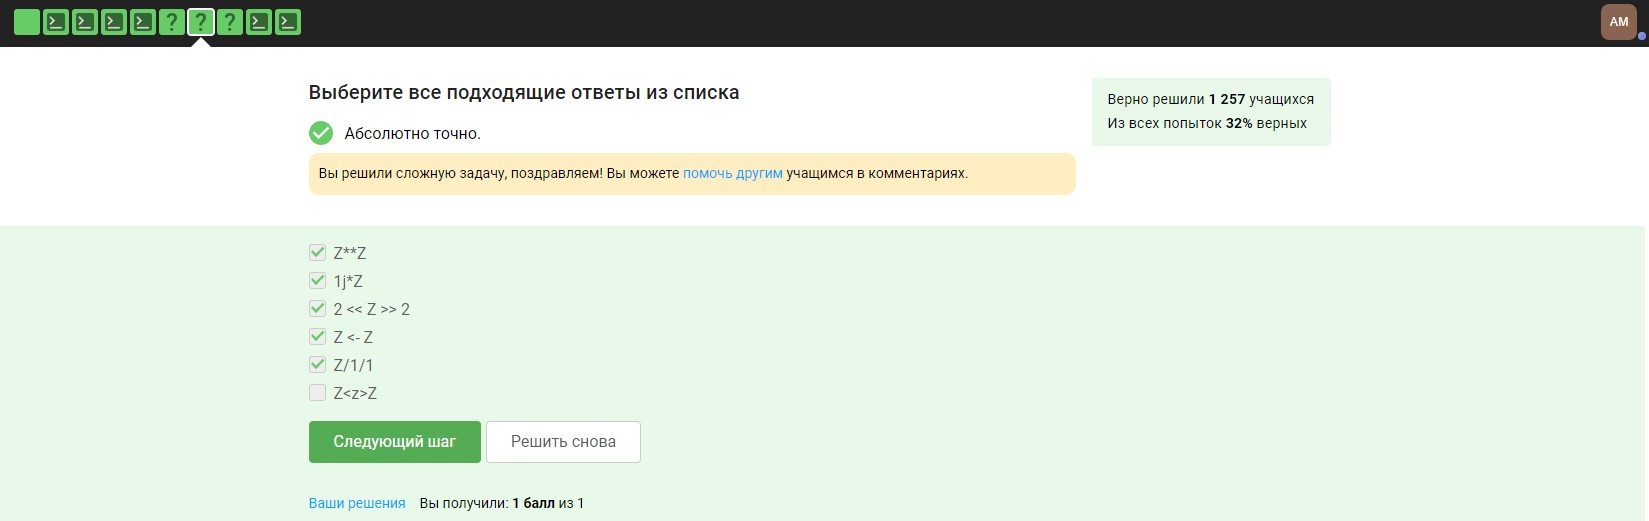 ? ? ?
AM
Выберите все подходящие ответы из списка
Верно решили 1 257 учащихся
Из всех попыток 32% верных
Абсолютно точно.
Вы решили сложную задачу, поздравляем! Вы можете помочь другим учащимся в комментариях.
Z**Z
1j*Z
2 << Z >> 2
Z <- Z
Z/1/1
Z<z>Z
Следующий шаг
Решить снова
Ваши решения
Вы получили: 1 балл из 1